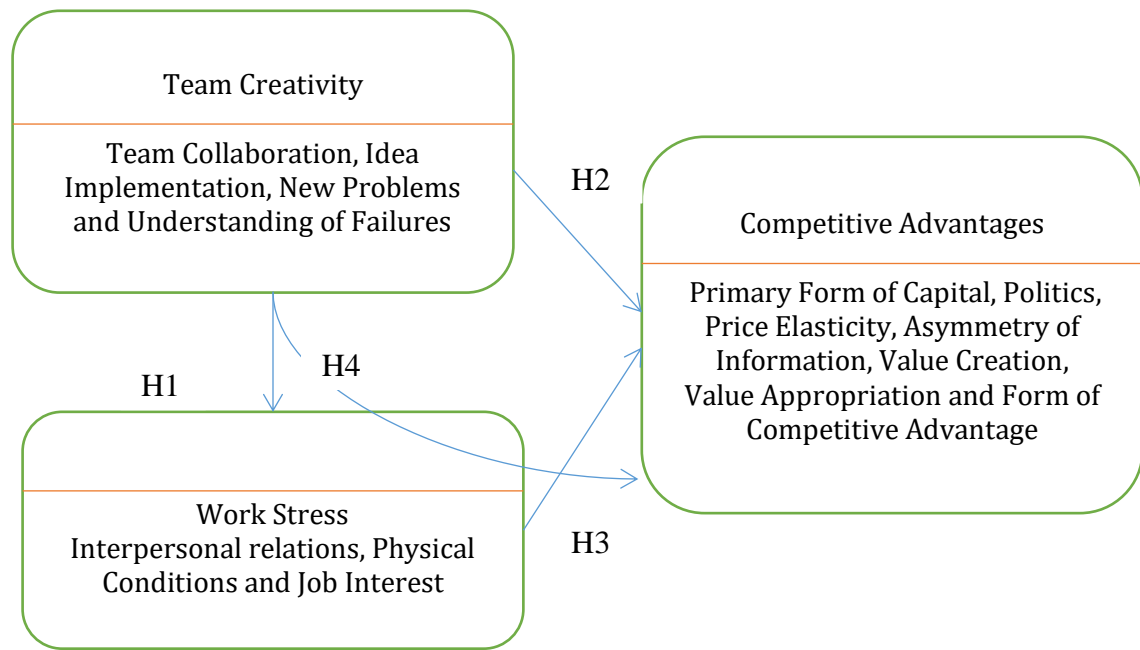 Team Creativity
Team Collaboration, Idea
Implementation, New Problems
and Understanding of Failures
H2
Competitive Advantages
Primary Form of Capital, Politics,
Price Elasticity, Asymmetry of
Information, Value Creation,
Value Appropriation and Form of
Competitive Advantage
H4
H1
Work Stress
Interpersonal relations, Physical
Conditions and Job Interest
H3